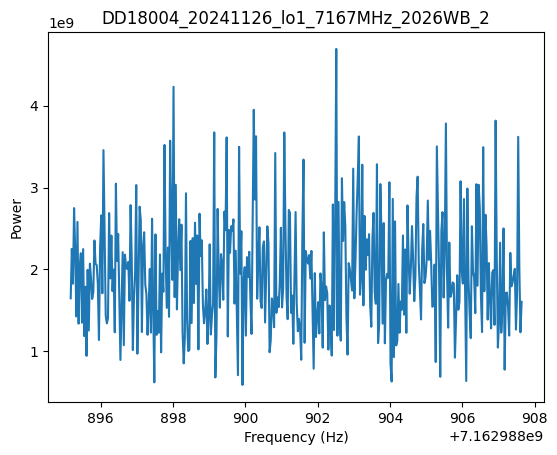 DD18004_20241126_lo1_7167MHz_2026WB_2
1e9
4
3
2
1
Power
896 898 900 902 904 906 908
Frequency (Hz)
+7.162988e9